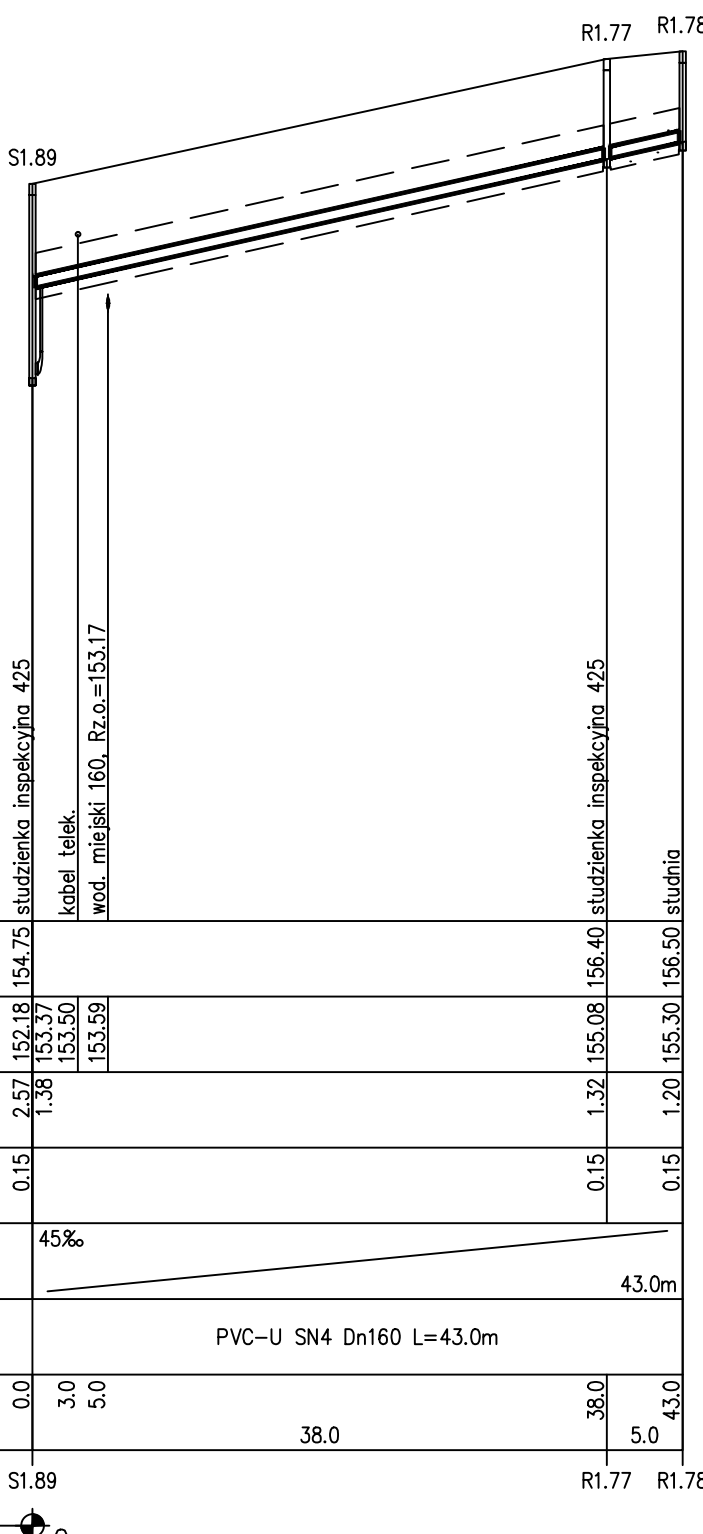 R1.77
R1.78
S1.89
studzienka inspekcyjna 425
kabel telek.
wod. miejski 160, Rz.o.=153.17
studzienka inspekcyjna 425
studnia
154.75
156.40
156.50
152.18
153.37
153.50
153.59
155.08
155.30
2.57
1.38
1.32
1.20
0.15
0.15
0.15
45‰
43.0m
PVC-U SN4 Dn160 L=43.0m
0.0
3.0
5.0
38.0
43.0
38.0
5.0
S1.89
R1.77
R1.78